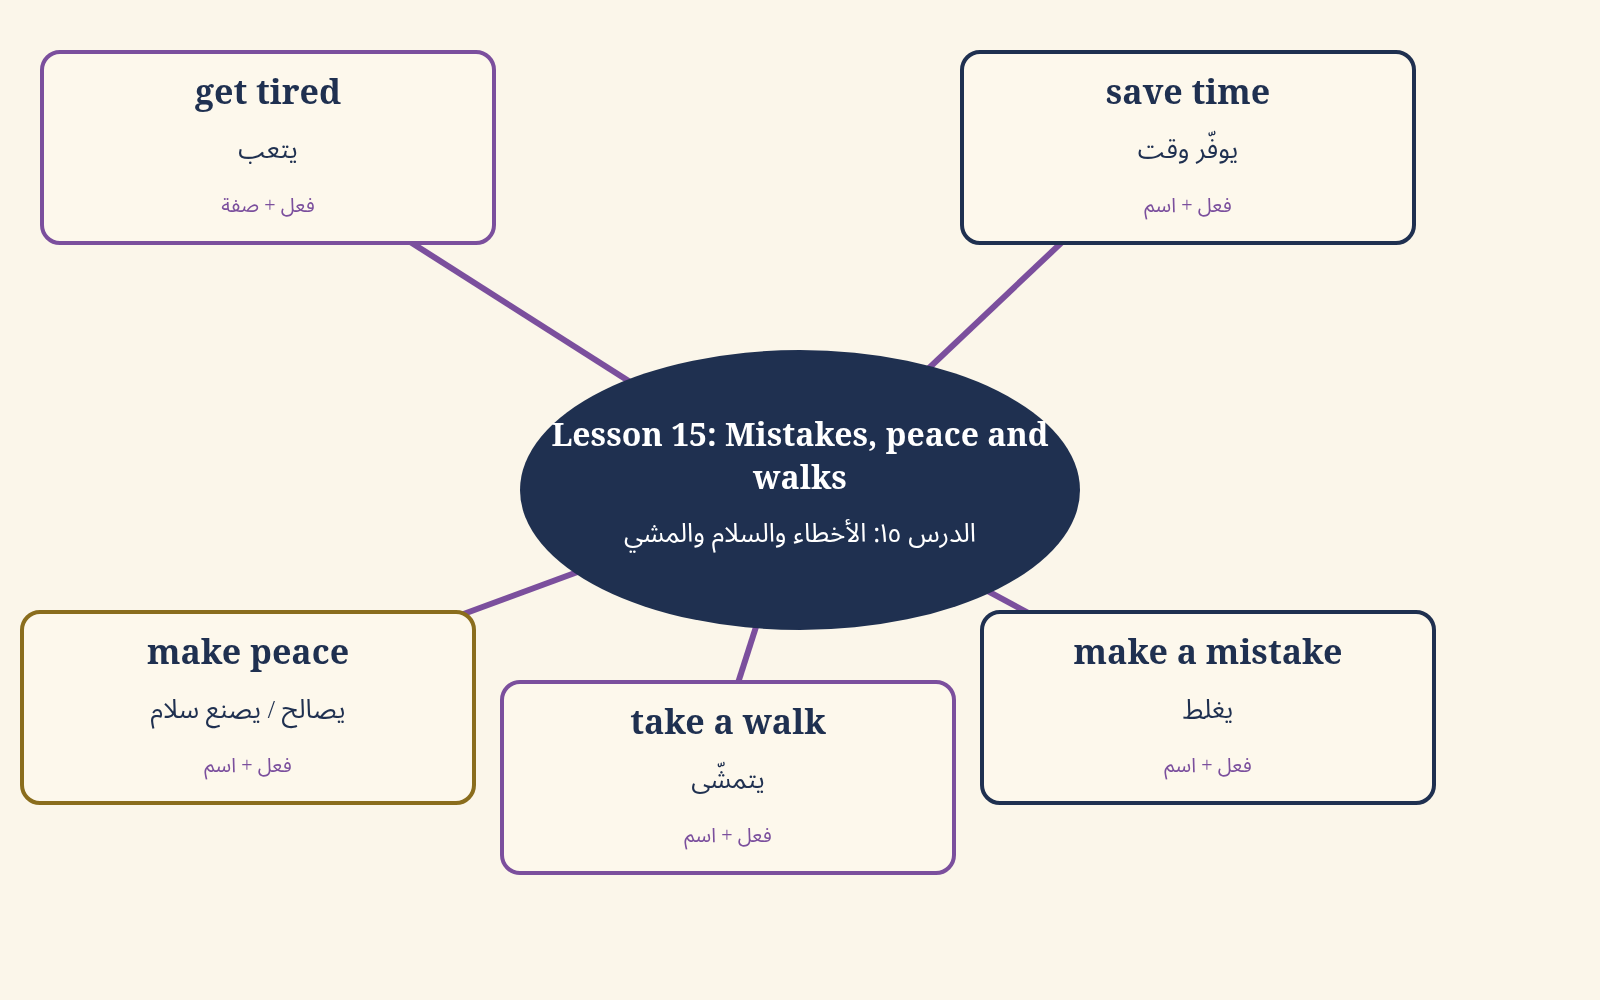 get tired
يتعب
فعل + صفة
save time
يوفّر وقت
فعل + اسم
Lesson 15: Mistakes, peace and
walks
الدرس ١٥: الأخطاء والسلام والمشي
make peace
يصالح / يصنع سلام
فعل + اسم
take a walk
يتمشّى
فعل + اسم
make a mistake
يغلط
فعل + اسم